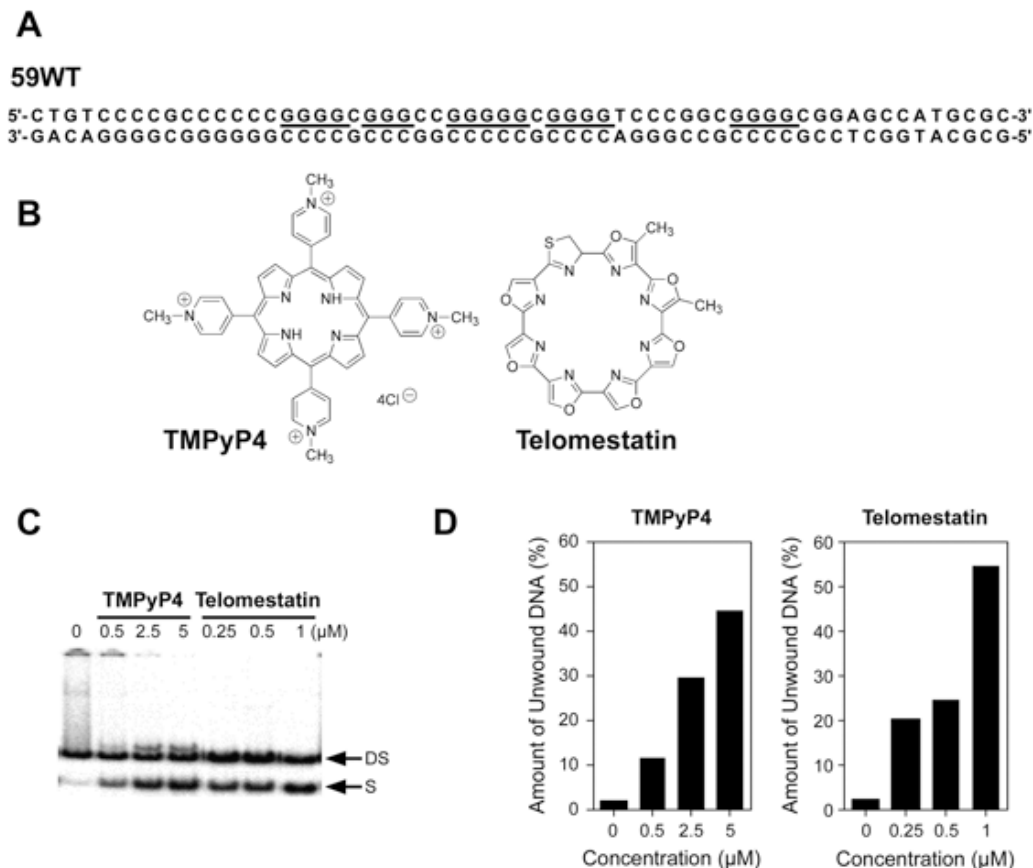 A
59WT
5'-CTGTCCCCGCCCCCCGGGGCGGGCCGGGGGCGGGGTCCCGGCGGGGCGGAGCCATGCGC-3'
3'-GACAGGGGCGGGGGGCCCCGCCCGGCCCCCGCCCCAGGGCCGCCCCGCCTCGGTACGCG-5'
B
CH₃
N
⊕
CH₃
N
⊕
N
NH
NH
N
N
CH₃
⊕
4Cl⊖
⊕
N
CH₃
TMPyP4
S
O
CH₃
N
N
O
N
N
O
CH₃
N
N
O
O
N
N
O
O
Telomestatin
C
TMPyP4 Telomestatin
0 0.5 2.5 5 0.25 0.5 1 (μM)
DS
S
D
TMPyP4
Amount of Unwound DNA (%)
60
50
40
30
20
10
0
0 0.5 2.5 5
Concentration (μM)
Telomestatin
Amount of Unwound DNA (%)
60
50
40
30
20
10
0
0 0.25 0.5 1
Concentration (μM)